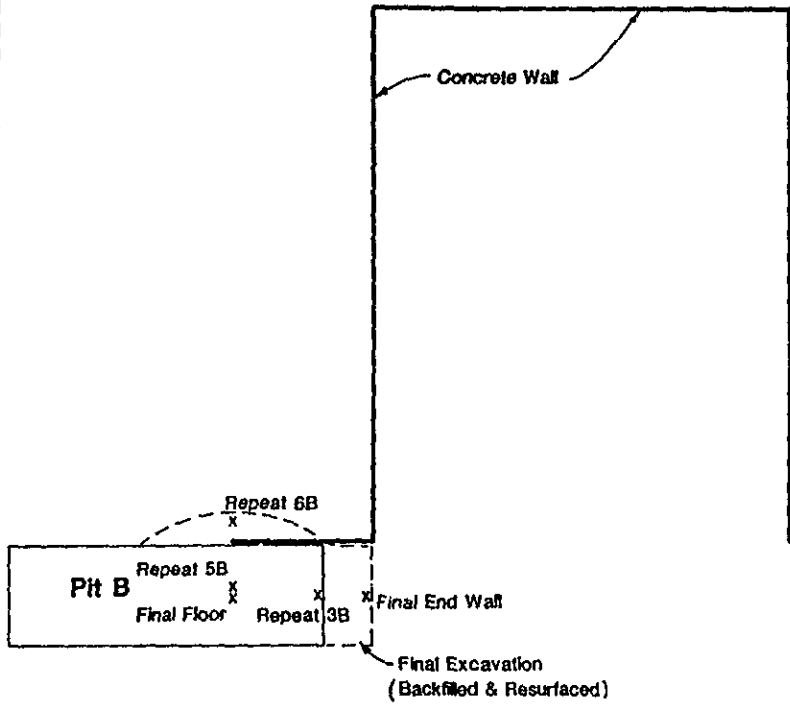 Concrete Wall
Repeat 6B
Repeat 5B
Pit B
Final Floor
Repeat 3B
Final End Wall
Final Excavation
(Backfilled & Resurfaced)